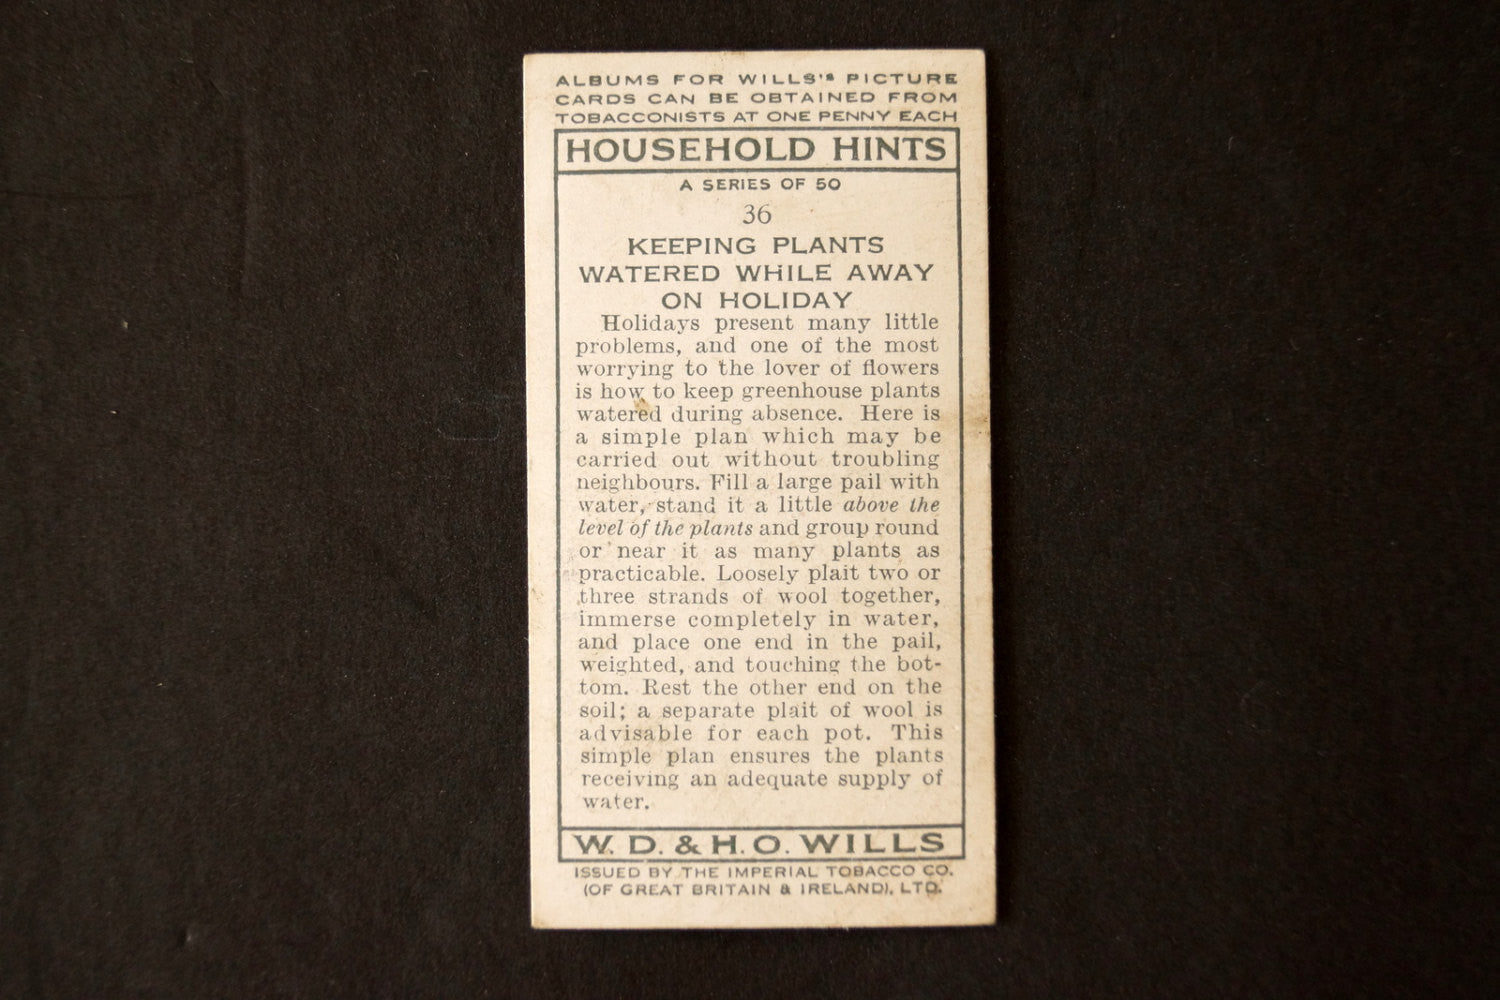 ALBUMS FOR WILLS'S PICTURE
CARDS CAN BE OBTAINED FROM
TOBACCONISTS AT ONE PENNY EACH
HOUSEHOLD HINTS
A SERIES OF 50
36
KEEPING PLANTS
WATERED WHILE AWAY
ON HOLIDAY
Holidays present many little
problems, and one of the most
worrying to the lover of flowers
is how to keep greenhouse plants
watered during absence. Here is
a simple plan which may be
carried out without troubling
neighbours. Fill a large pail with
water, stand it a little above the
level of the plants and group round
or near it as many plants as
practicable. Loosely plait two or
three strands of wool together,
immerse completely in water,
and place one end in the pail,
weighted, and touching the bot-
tom. Rest the other end on the
soil; a separate plait of wool is
advisable for each pot. This
simple plan ensures the plants
receiving an adequate supply of
water.
W. D. & H. O. WILLS
ISSUED BY THE IMPERIAL TOBACCO CO.
(OF GREAT BRITAIN & IRELAND), LTD.